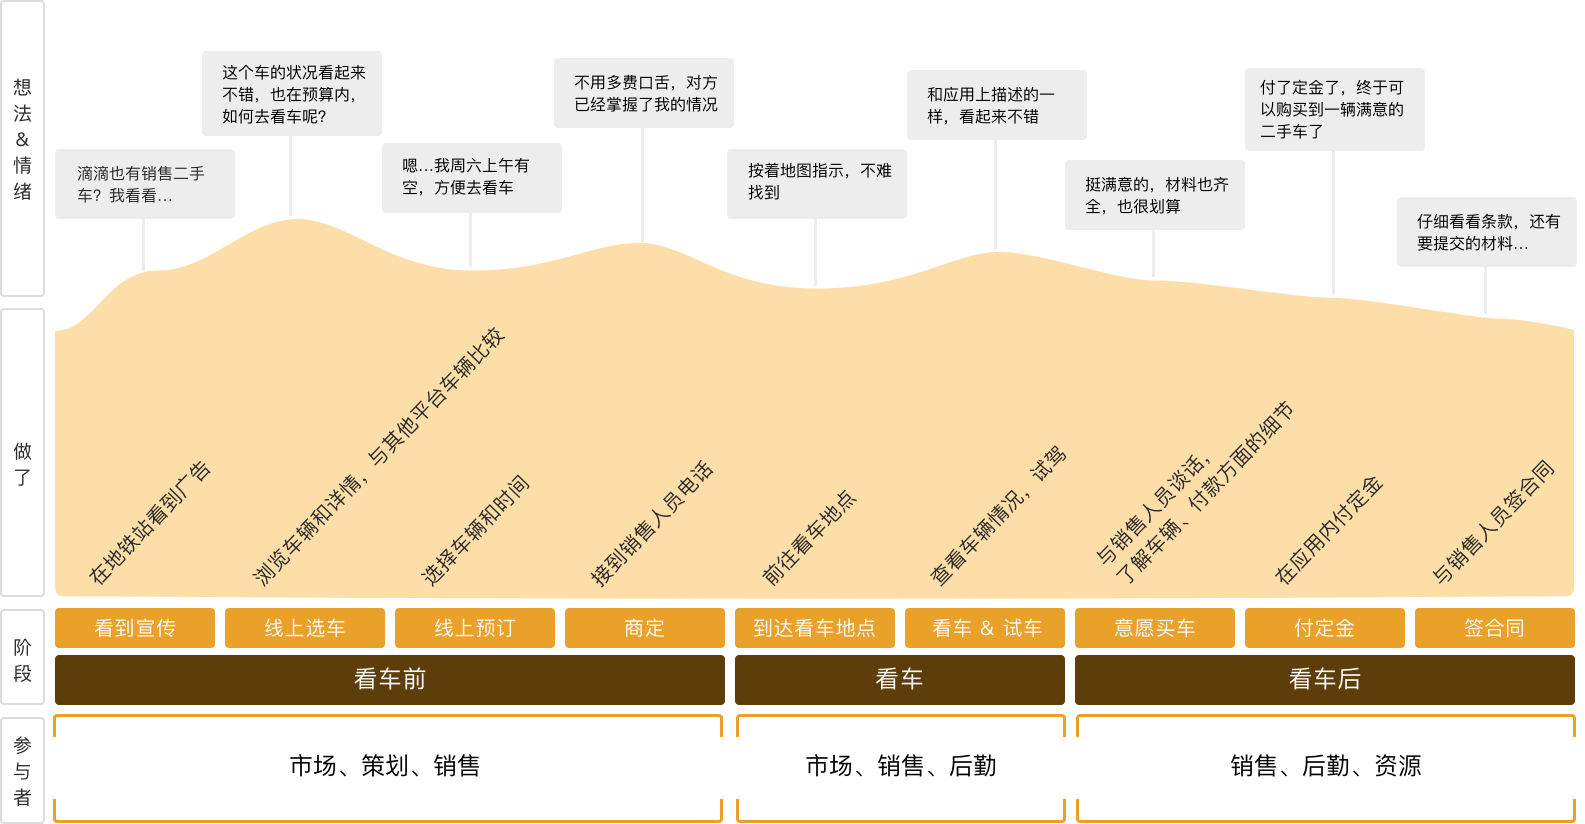 想
法
&
情
绪
滴滴也有销售二手
车？我看看...
这个车的状况看起来
不错，也在预算内，
如何去看车呢?
嗯...我周六上午有
空，方便去看车
不用多费口舌，对方
已经掌握了我的情况
按着地图指示，不难
找到
和应用上描述的一
样，看起来不错
挺满意的，材料也齐
全，也很划算
付了定金了，终于可
以购买到一辆满意的
二手车了
仔细看看条款，还有
要提交的材料...
做
了
在地铁站看到广告
浏览车辆和详情，与其他平台车辆比较
选择车辆和时间
接到销售人员电话
前往看车地点
查看车辆情况，试驾
与销售人员谈话，
了解车辆、付款方面的细节
在应用内付定金
与销售人员签合同
阶
段
看到宣传
线上选车
线上预订
商定
到达看车地点
看车 & 试车
意愿买车
付定金
签合同
看车前
看车
看车后
参
与
者
市场、策划、销售
市场、销售、后勤
销售、后勤、资源